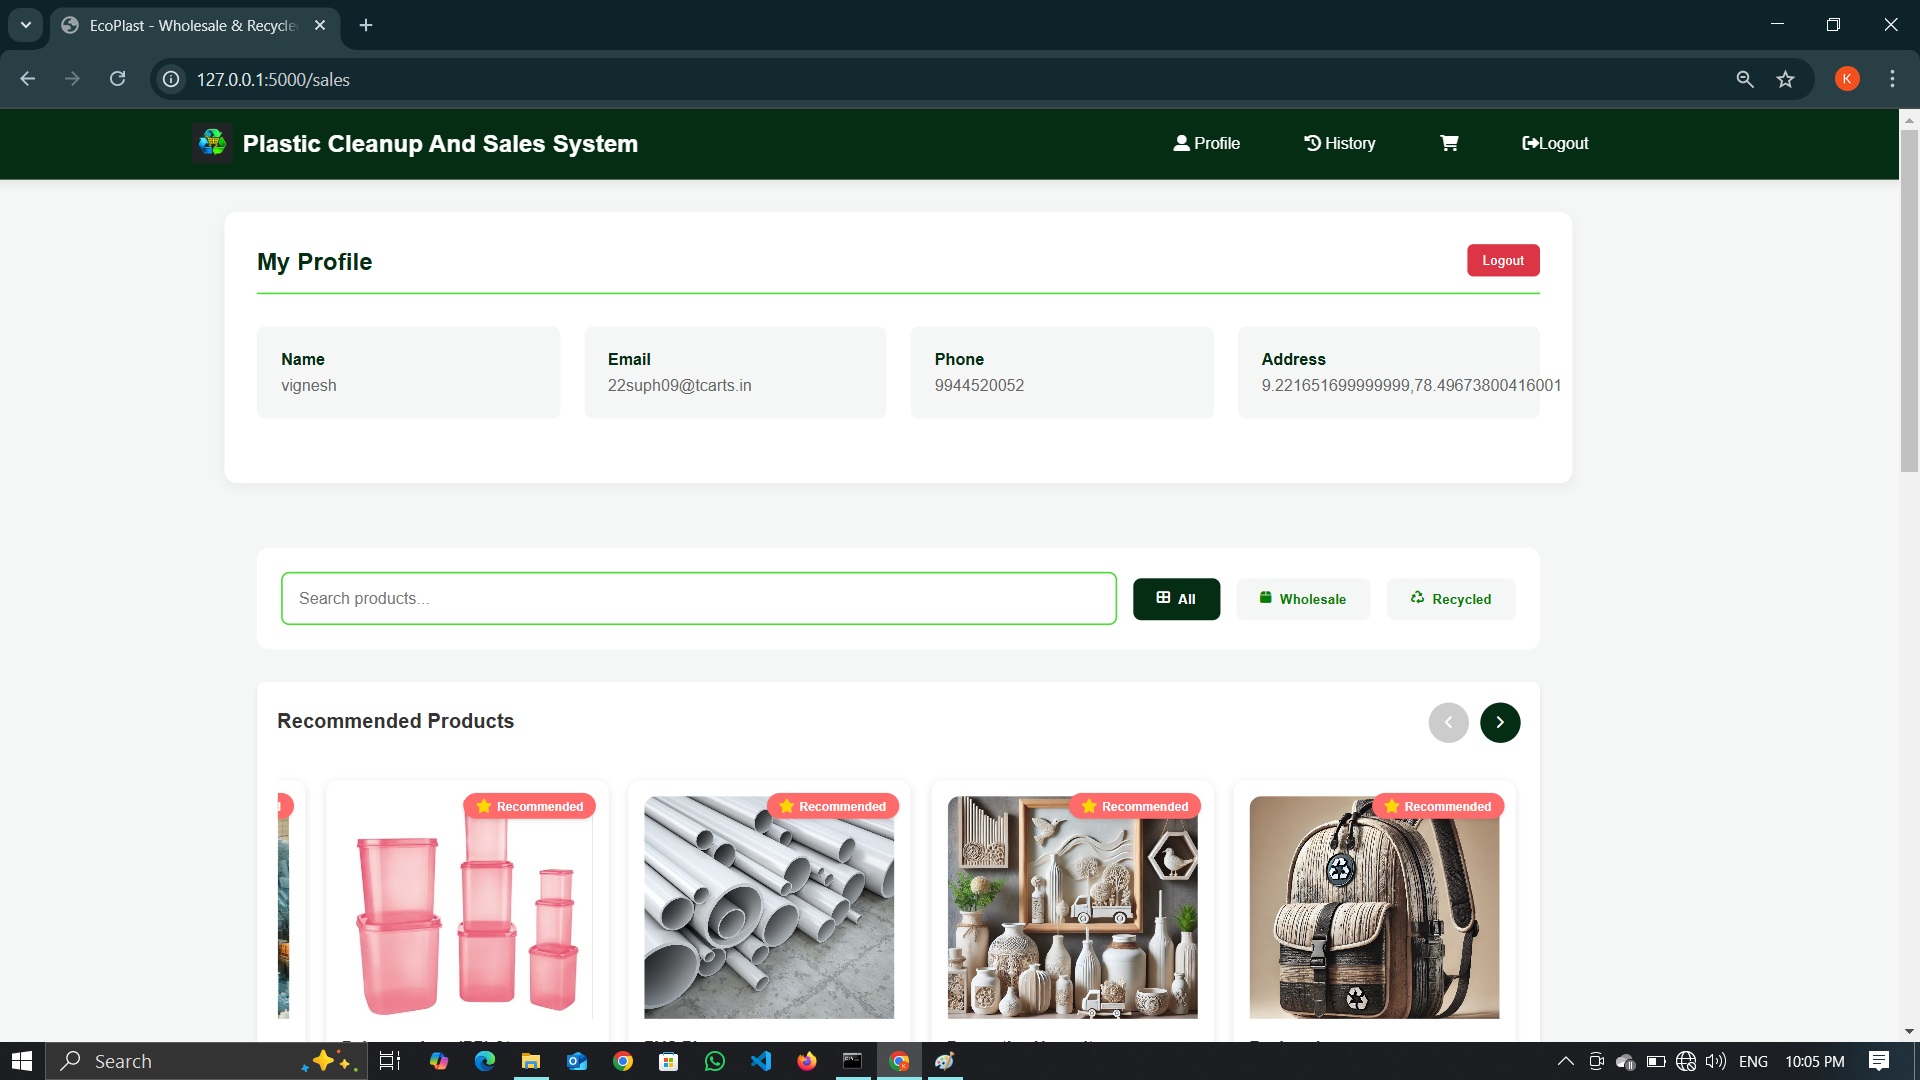 EcoPlast - Wholesale & Recycle
127.0.0.1:5000/sales
K
Plastic Cleanup And Sales System
Profile
History
Logout
My Profile
Logout
Name
vignesh
Email
22suph09@tcarts.in
Phone
9944520052
Address
9.221651699999999,78.49673800416001
Search products...
All
Wholesale
Recycled
Recommended Products
Recommended
Recommended
Recommended
Recommended
Search
ENG
10:05 PM